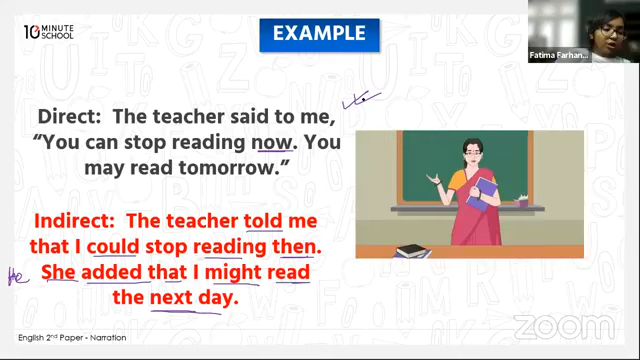 10 MINUTE
SCHOOL
EXAMPLE
Fatima Farhan...
Direct: The teacher said to me,
“You can stop reading now. You
may read tomorrow.”
Indirect: The teacher told me
that I could stop reading then.
He She added that I might read
the next day.
English 2nd Paper - Narration
zoom